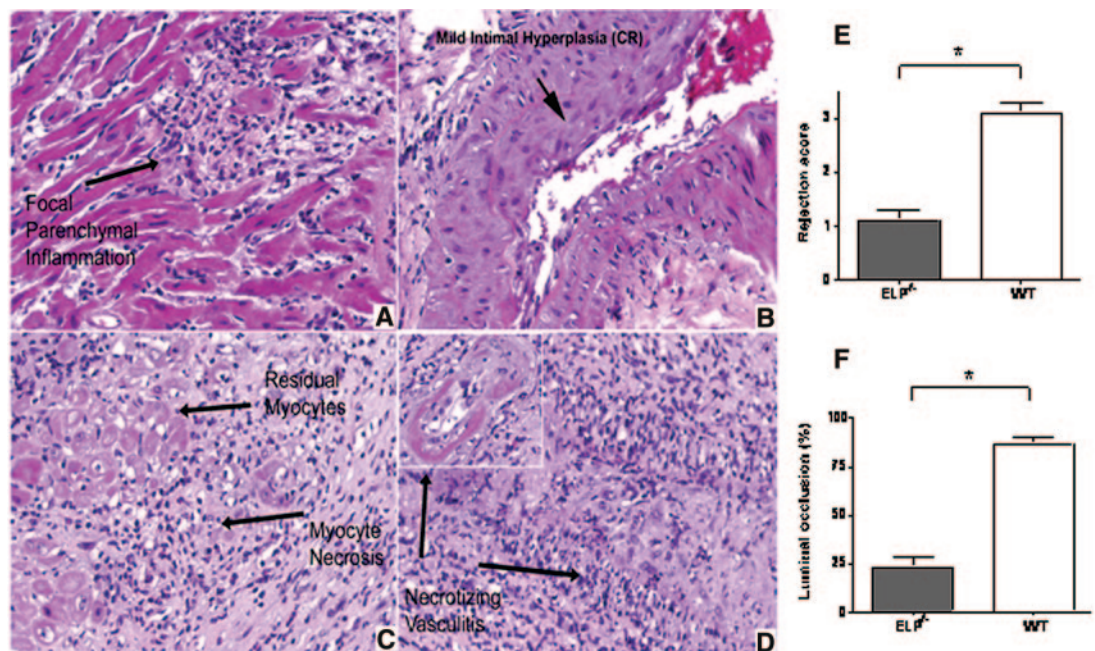 Focal
Parenchymal
Inflammation
A
Mild Intimal Hyperplasia (CR)
B
Residual
Myocytes
Myocyte
Necrosis
C
Necrotizing
Vasculitis
D
E
*
Rejection score
3
2
1
0
ELP-/-
WT
F
*
Luminal occlusion (%)
100
75
50
25
0
ELP-/-
WT